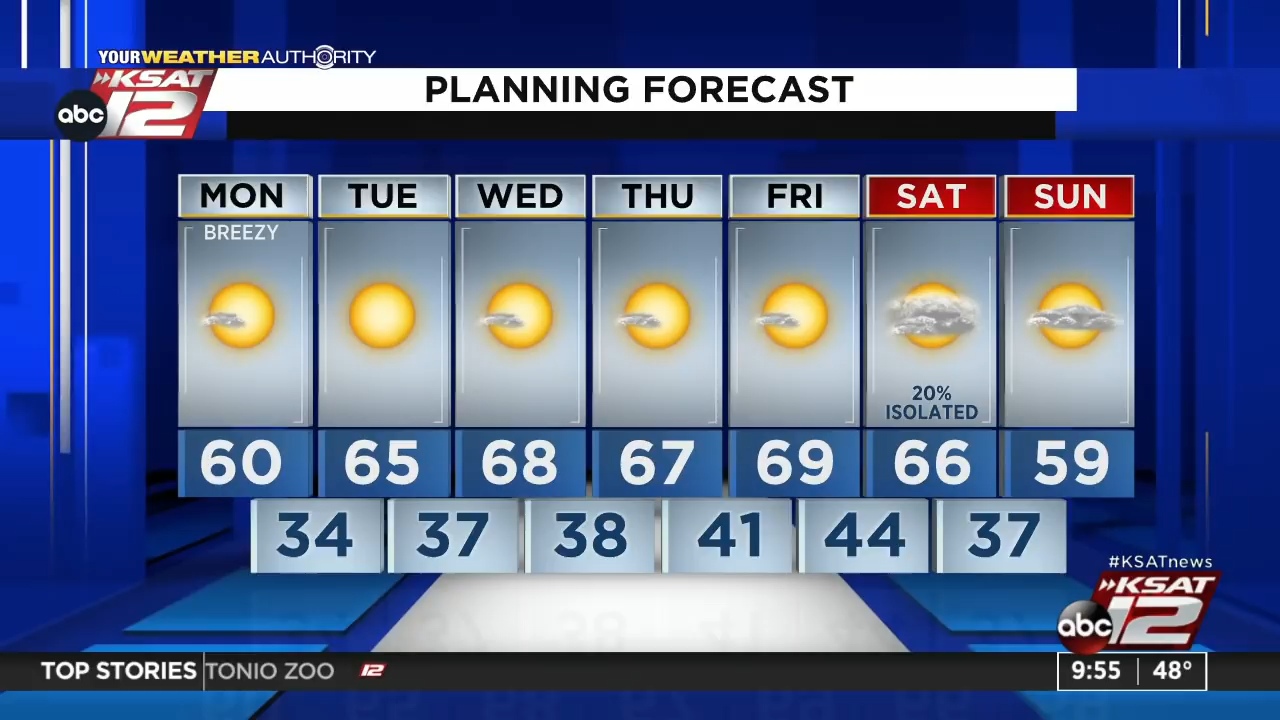 YOURWEATHERAUTHORITY
KSAT
abc 12
PLANNING FORECAST
MON TUE WED THU FRI SAT SUN
BREEZY
20%
ISOLATED
60 65 68 67 69 66 59
34 37 38 41 44 37
#KSATnews
KSAT
abc 12
TOP STORIES TONIO ZOO 12
9:55 48°